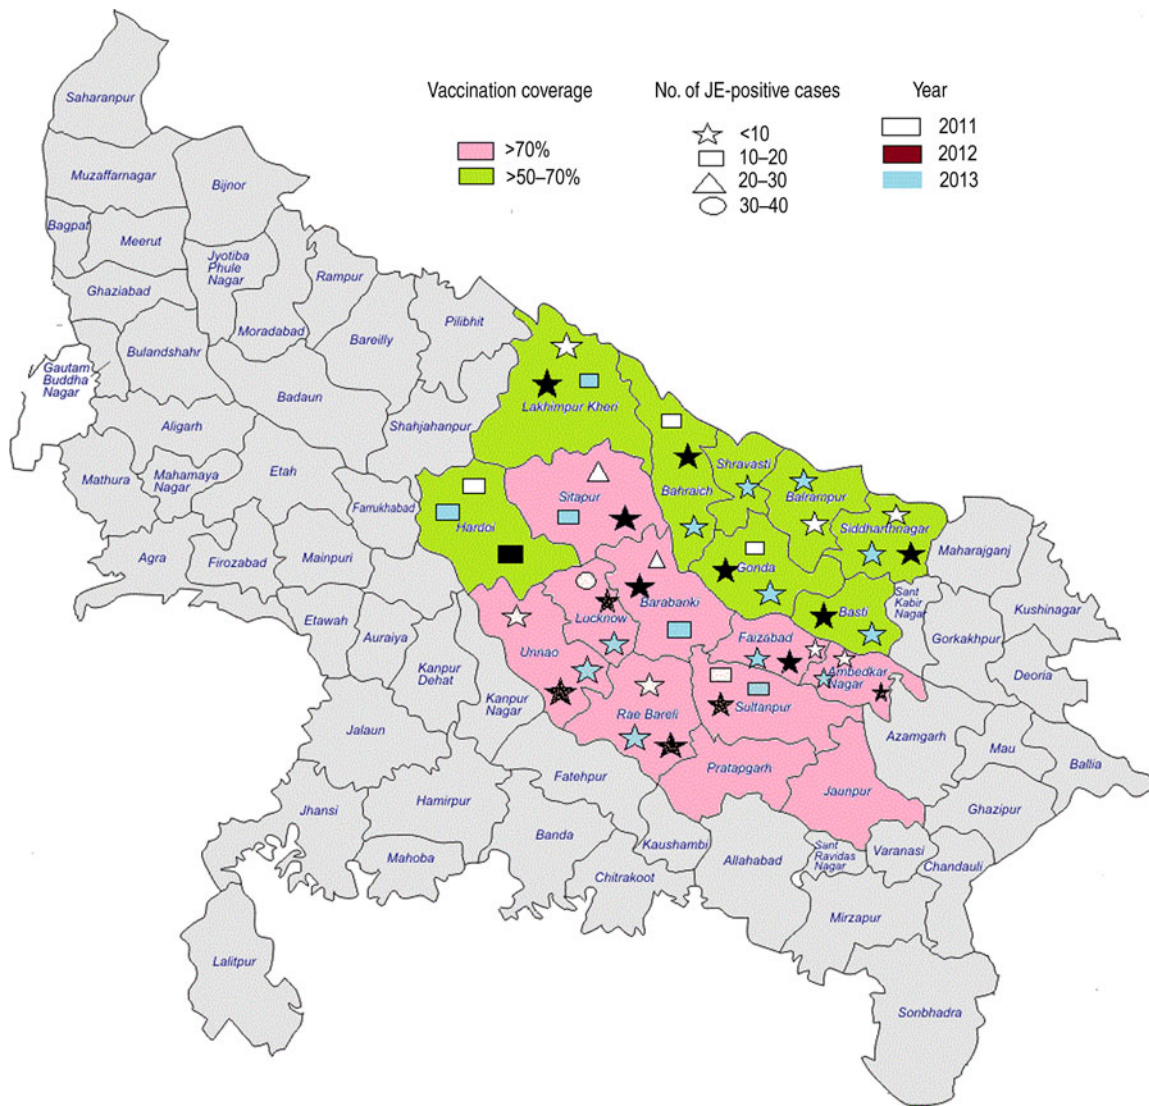 Vaccination coverage
>70%
>50–70%
No. of JE-positive cases
<10
10–20
20–30
30–40
Year
2011
2012
2013
Saharanpur
Muzaffarnagar
Bijnor
Bagpat
Meerut
Jyotiba
Phule
Nagar
Rampur
Ghaziabad
Moradabad
Bareilly
Pilibhit
Bulandshahr
Gautam
Buddha
Nagar
Badaun
Shahjahanpur
Lakhimpur Kheri
Aligarh
Etah
Mathura
Mahamaya
Nagar
Farrukhabad
Hardoi
Sitapur
Bahraich
Shravasti
Balrampur
Siddharthnagar
Maharajganj
Agra
Firozabad
Mainpuri
Gonda
Basti
Sant
Kabir
Nagar
Kushinagar
Etawah
Auraiya
Kanpur
Dehat
Unnao
Lucknow
Barabanki
Faizabad
Ambedkar
Nagar
Gorkakhpur
Deoria
Kanpur
Nagar
Rae Bareli
Sultanpur
Azamgarh
Mau
Ballia
Jalaun
Fatehpur
Pratapgarh
Jaunpur
Ghazipur
Jhansi
Hamirpur
Banda
Kaushambi
Allahabad
Sant
Ravidas
Nagar
Varanasi
Chandauli
Mahoba
Chitrakoot
Mirzapur
Lalitpur
Sonbhadra